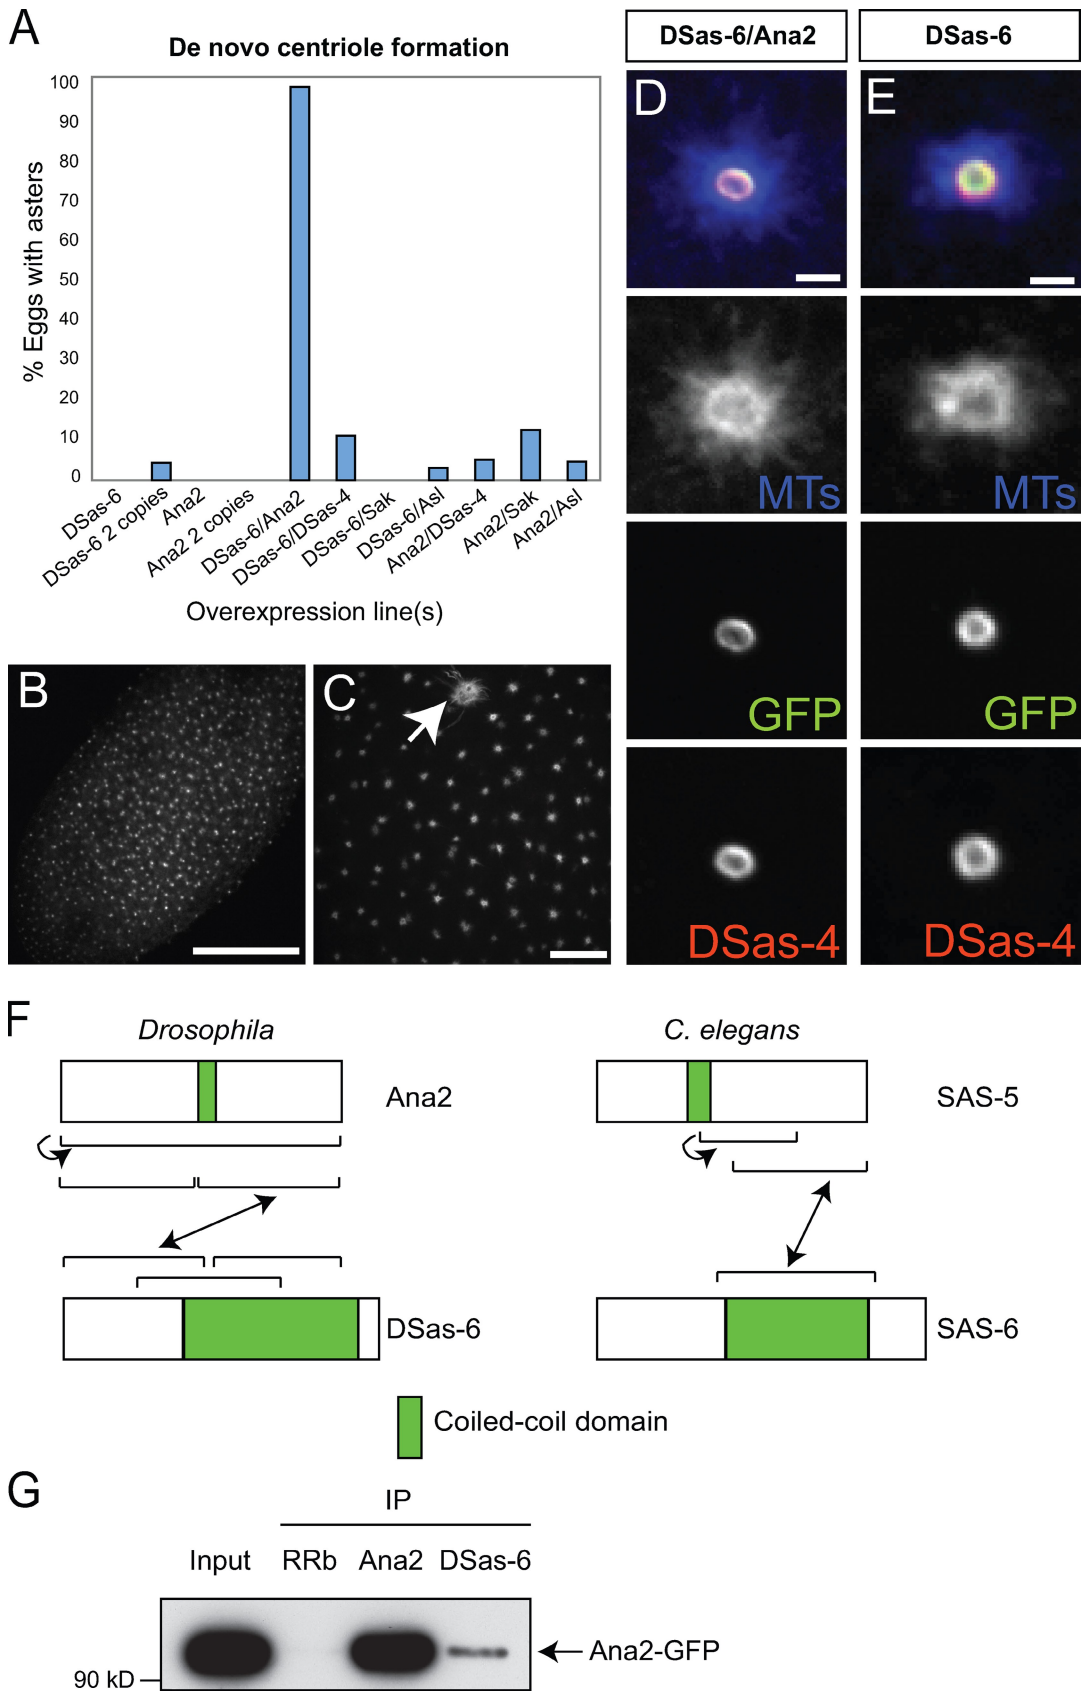 A
De novo centriole formation
% Eggs with asters
100
90
80
70
60
50
40
30
20
10
0
DSas-6
DSas-6 2 copies
Ana2
Ana2 2 copies
DSas-6/Ana2
DSas-6/DSas-4
DSas-6/Sak
DSas-6/Asl
Ana2/DSas-4
Ana2/Sak
Ana2/Asl
Overexpression line(s)
B
C
DSas-6/Ana2
DSas-6
D
E
MTs
MTs
GFP
GFP
DSas-4
DSas-4
F
Drosophila
C. elegans
Ana2
SAS-5
DSas-6
SAS-6
Coiled-coil domain
G
IP
Input RRb Ana2 DSas-6
Ana2-GFP
90 kD